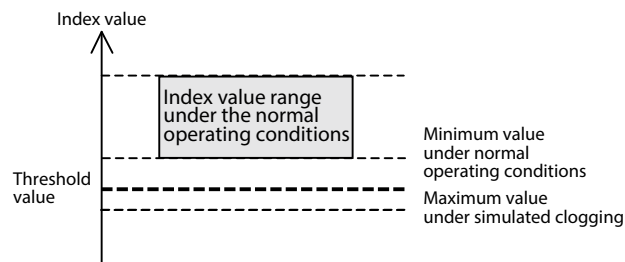 Index value
Index value range
under the normal
operating conditions
Minimum value
under normal
operating conditions
Threshold
value
Maximum value
under simulated clogging